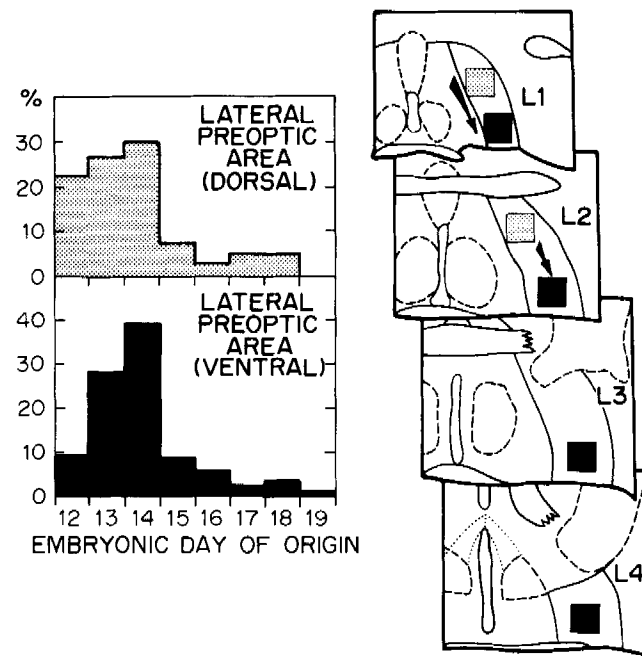 %
LATERAL
PREOPTIC
AREA
(DORSAL)
30
20
10
0
LATERAL
PREOPTIC
AREA
(VENTRAL)
40
30
20
10
0
12 13 14 15 16 17 18 19
EMBRYONIC DAY OF ORIGIN
L1
L2
L3
L4